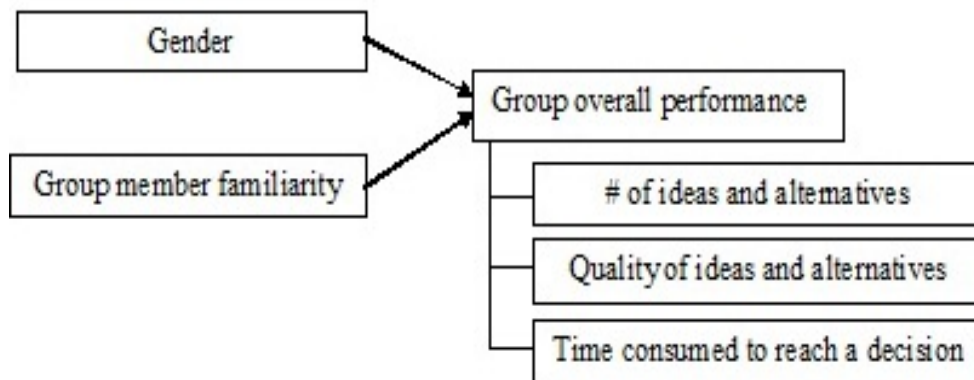 Gender
Group overall performance
Group member familiarity
# of ideas and alternatives
Quality of ideas and alternatives
Time consumed to reach a decision